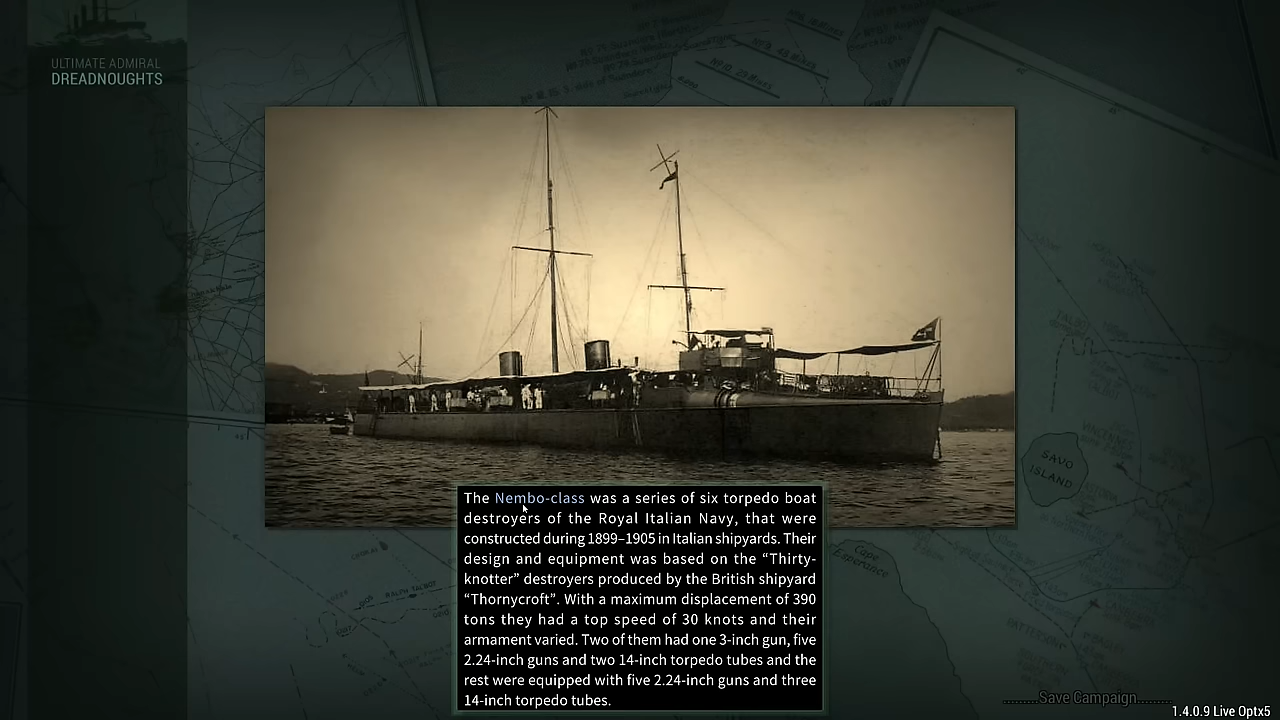 ULTIMATE ADMIRAL
DREADNOUGHTS
SAVO
ISLAND
Cape
Esperance
RALPH TALBOT
The Nembo-class was a series of six torpedo boat
destroyers of the Royal Italian Navy, that were
constructed during 1899–1905 in Italian shipyards. Their
design and equipment was based on the “Thirty-
knotter” destroyers produced by the British shipyard
“Thornycroft”. With a maximum displacement of 390
tons they had a top speed of 30 knots and their
armament varied. Two of them had one 3-inch gun, five
2.24-inch guns and two 14-inch torpedo tubes and the
rest were equipped with five 2.24-inch guns and three
14-inch torpedo tubes.
.........Save Campaign.........
1.4.0.9 Live Optx5